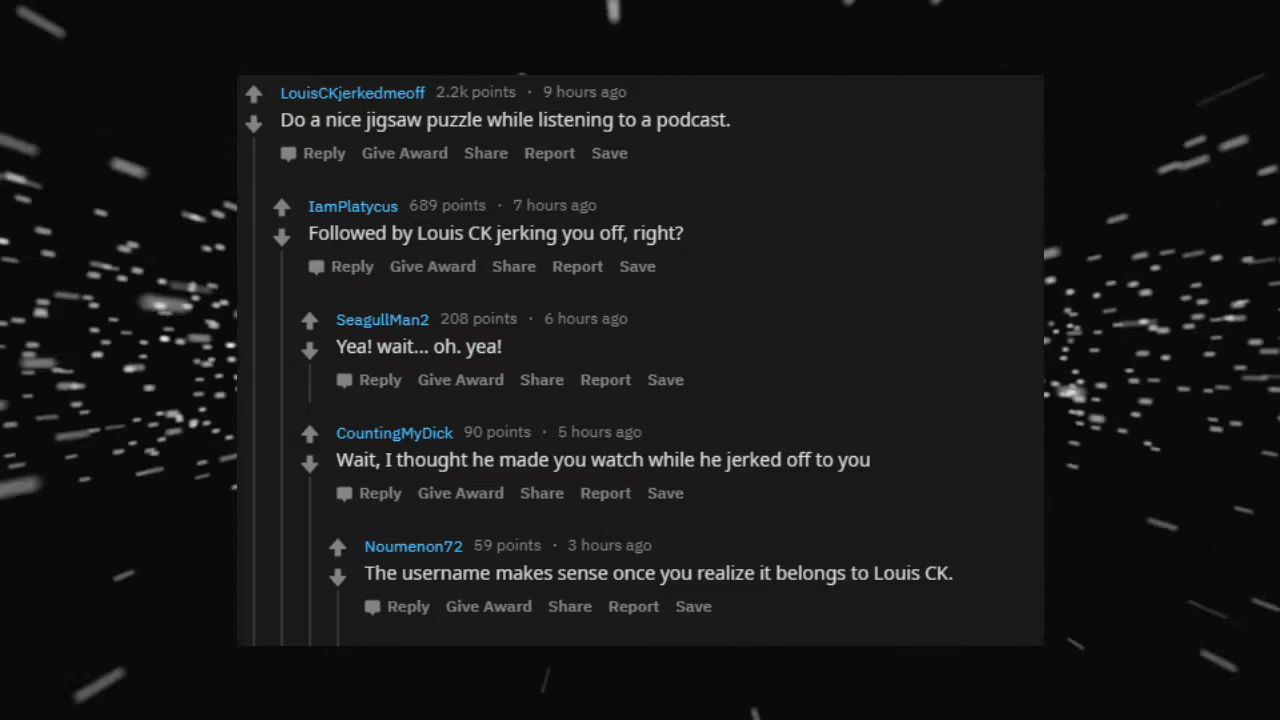 LouisCKjerkedmeoff 2.2k points · 9 hours ago
Do a nice jigsaw puzzle while listening to a podcast.
Reply Give Award Share Report Save
IamPlatycus 689 points · 7 hours ago
Followed by Louis CK jerking you off, right?
Reply Give Award Share Report Save
SeagullMan2 208 points · 6 hours ago
Yea! wait... oh. yea!
Reply Give Award Share Report Save
CountingMyDick 90 points · 5 hours ago
Wait, I thought he made you watch while he jerked off to you
Reply Give Award Share Report Save
Noumenon72 59 points · 3 hours ago
The username makes sense once you realize it belongs to Louis CK.
Reply Give Award Share Report Save